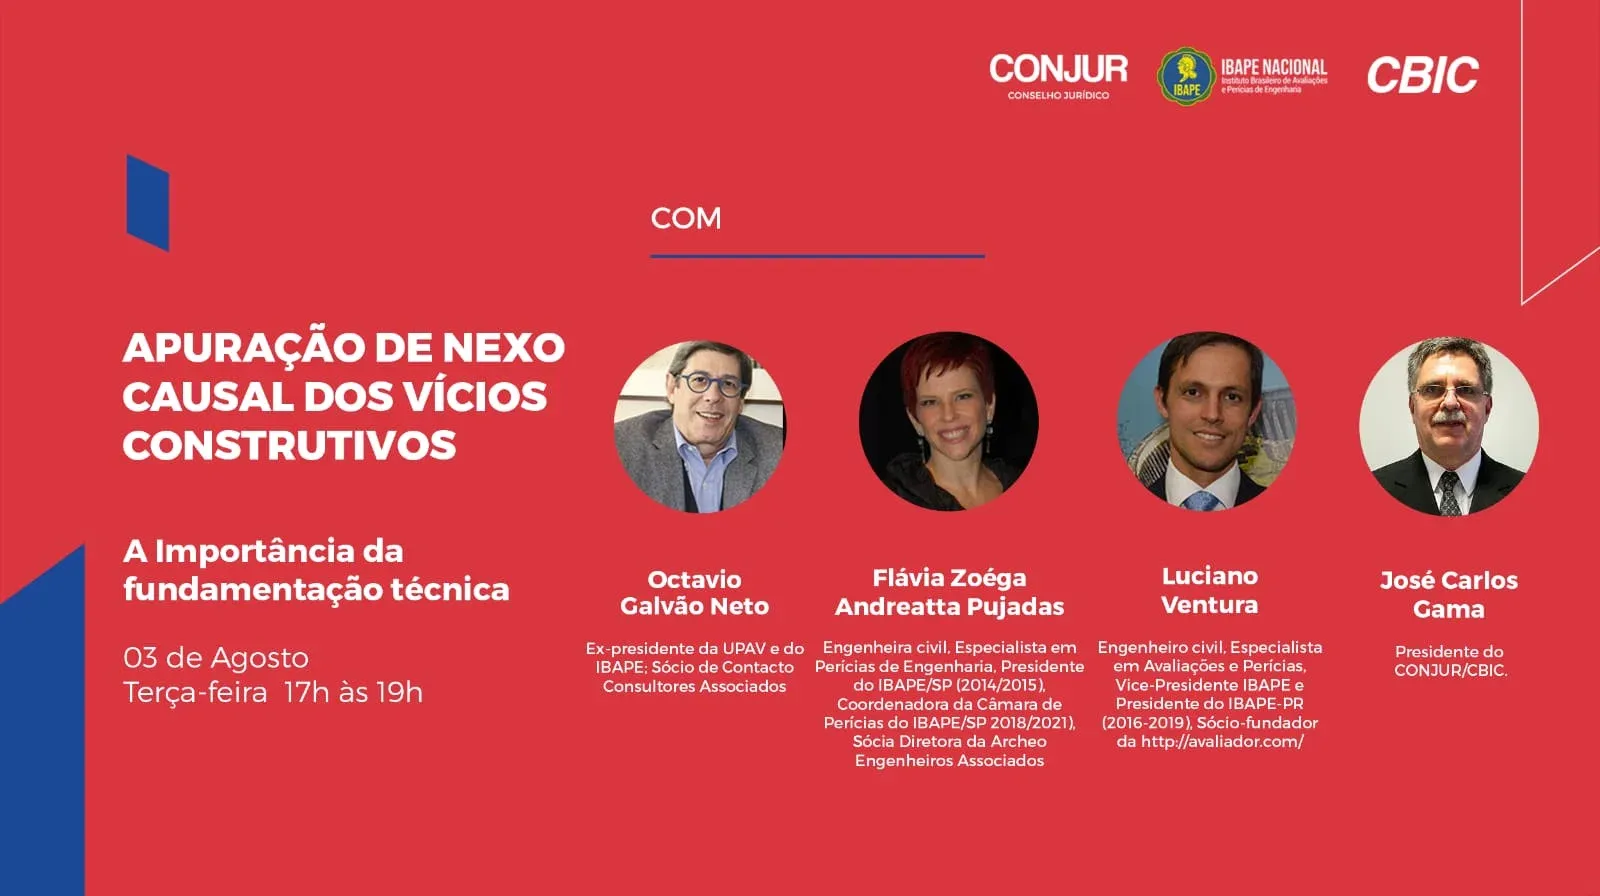 CONJUR
CONSELHO JURÍDICO
IBAPE
IBAPE NACIONAL
Instituto Brasileiro de Avaliações
e Perícias de Engenharia
CBIC
COM
APURAÇÃO DE NEXO
CAUSAL DOS VÍCIOS
CONSTRUTIVOS
A Importância da
fundamentação técnica
03 de Agosto
Terça-feira 17h às 19h
Octavio
Galvão Neto
Ex-presidente da UPAV e do
IBAPE; Sócio de Contacto
Consultores Associados
Flávia Zoéga
Andreatta Pujadas
Engenheira civil, Especialista em
Perícias de Engenharia, Presidente
do IBAPE/SP (2014/2015),
Coordenadora da Câmara de
Perícias do IBAPE/SP 2018/2021),
Sócia Diretora da Archeo
Engenheiros Associados
Luciano
Ventura
Engenheiro civil, Especialista
em Avaliações e Perícias,
Vice-Presidente IBAPE e
Presidente do IBAPE-PR
(2016-2019), Sócio-fundador
da http://avaliador.com/
José Carlos
Gama
Presidente do
CONJUR/CBIC.